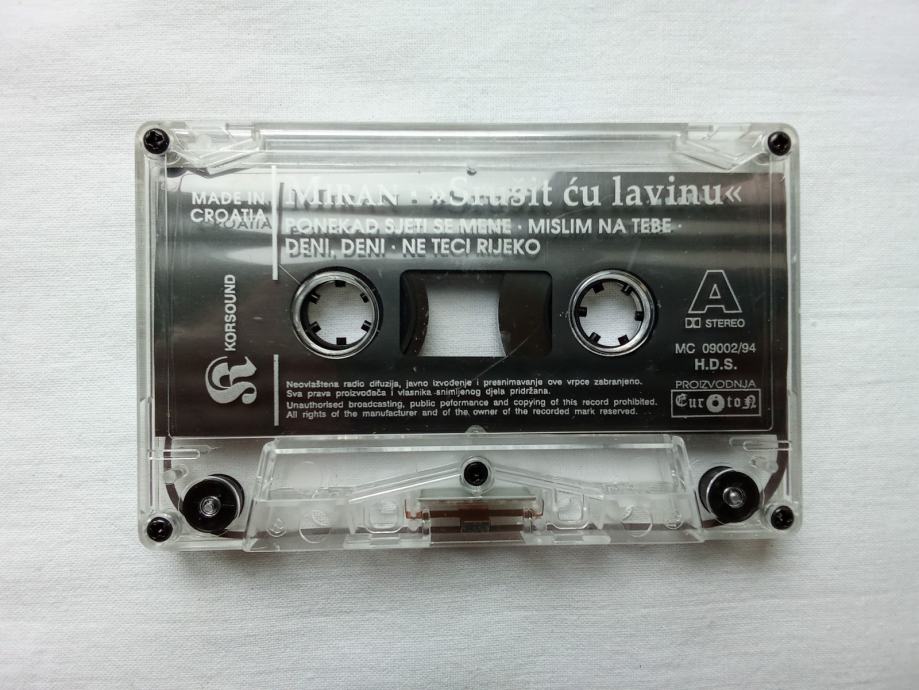 MADE IN
CROATIA
MIRAN : »Srušit ću lavinu«
PONEKAD SJETI SE MENE · MISLIM NA TEBE ·
DENI, DENI · NE TECI RIJEKO
KORSOUND
A
STEREO
MC 09002/94
H.D.S.
PROIZVODNJA
EurOtoN
Neovlaštena radio difuzija, javno izvođenje i presnimavanje ove vrpce zabranjeno.
Sva prava proizvođača i vlasnika snimljenog djela pridržana.
Unauthorised broadcasting, public peformance and copying of this record prohibited.
All rights of the manufacturer and of the owner of the recorded mark reserved.